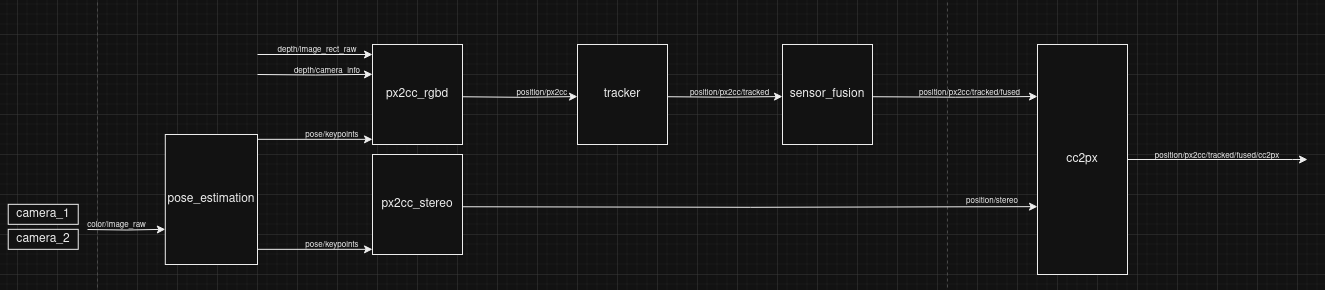 depth/image_rect_raw
depth/camera_info
px2cc_rgbd
position/px2cc
tracker
position/px2cc/tracked
sensor_fusion
position/px2cc/tracked/fused
pose/keypoints
cc2px
position/px2cc/tracked/fused/cc2px
pose_estimation
px2cc_stereo
position/stereo
camera_1
color/image_raw
camera_2
pose/keypoints